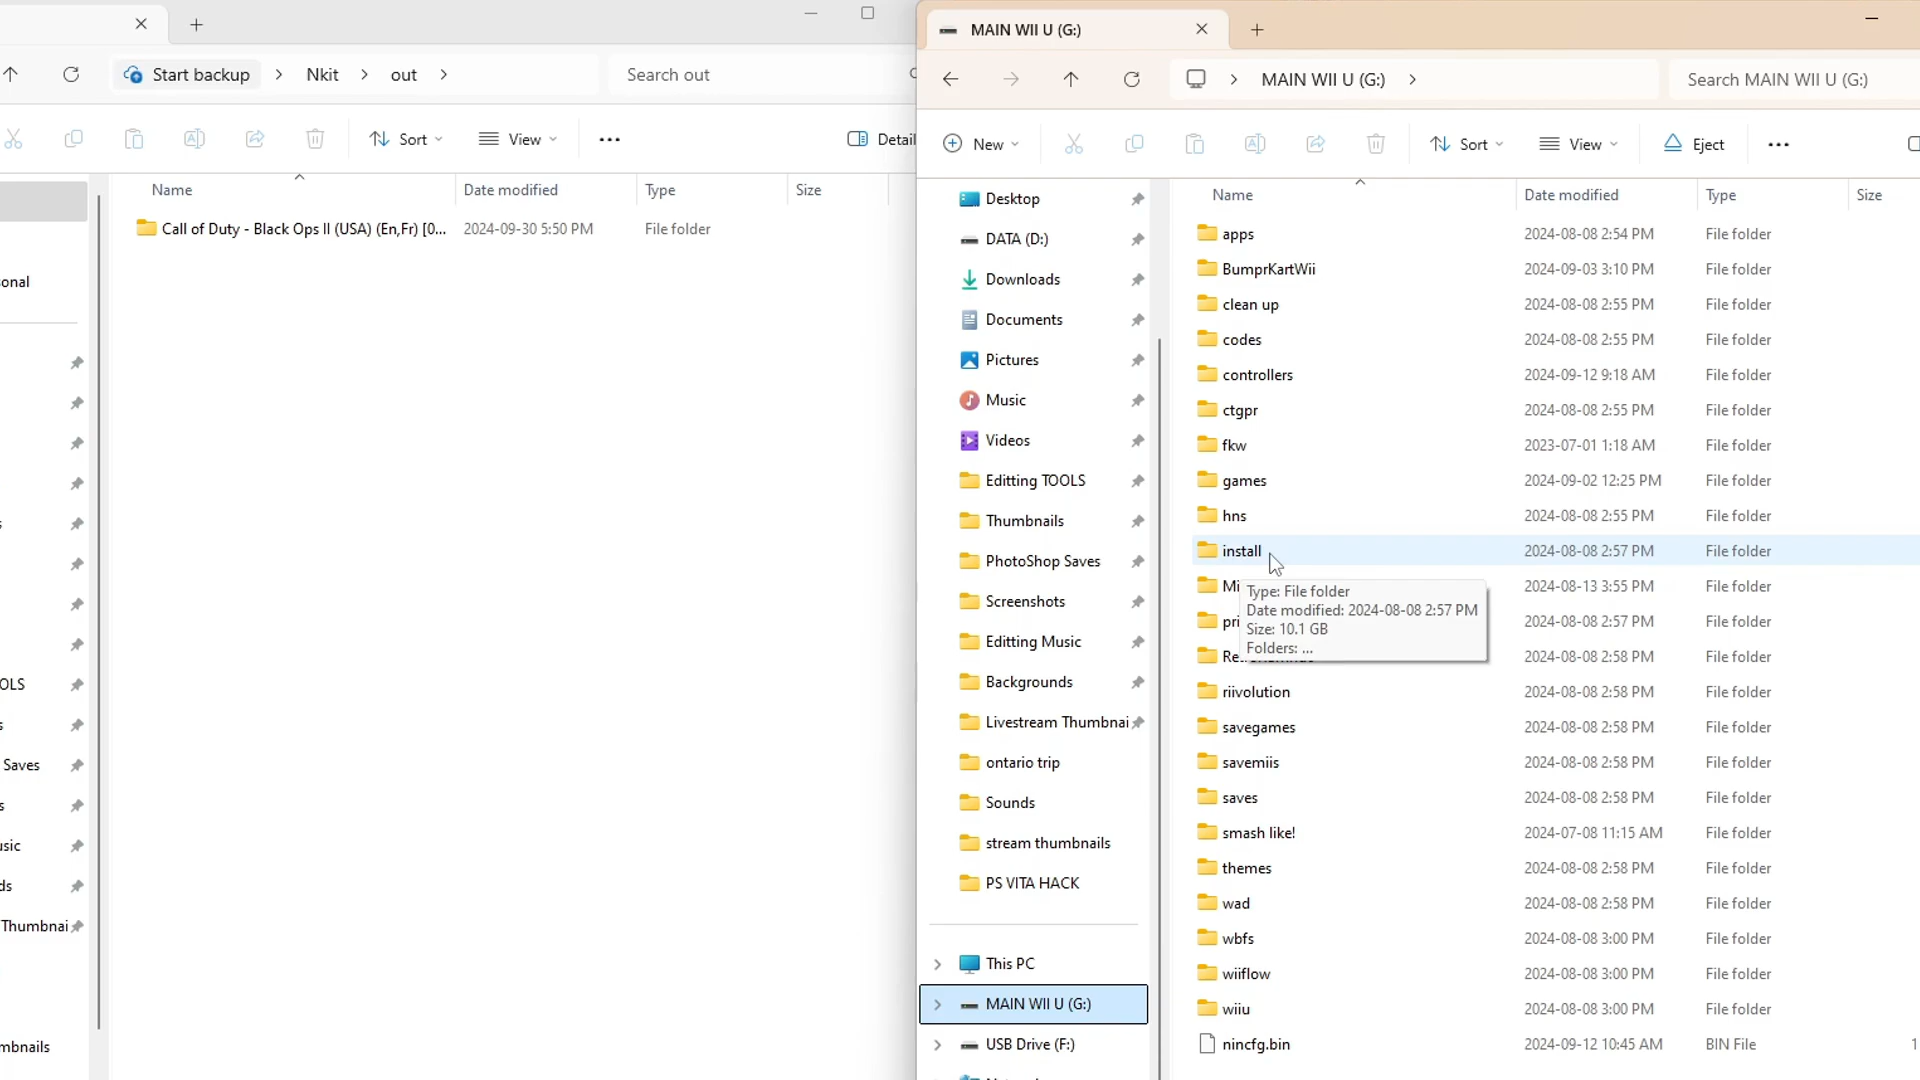 Start backup
Nkit
out
Search out
Sort
View
Detail
Name
Date modified
Type
Size
Call of Duty - Black Ops II (USA) (En,Fr) [0...
2024-09-30 5:50 PM
File folder
onal
OLS
s
Saves
s
usic
ds
Thumbnai
mbnails
MAIN WII U (G:)
MAIN WII U (G:)
Search MAIN WII U (G:)
New
Sort
View
Eject
Desktop
DATA (D:)
Downloads
Documents
Pictures
Music
Videos
Editting TOOLS
Thumbnails
PhotoShop Saves
Screenshots
Editting Music
Backgrounds
Livestream Thumbnai
ontario trip
Sounds
stream thumbnails
PS VITA HACK
This PC
MAIN WII U (G:)
USB Drive (F:)
Name Date modified Type Size
apps 2024-08-08 2:54 PM File folder
BumprKartWii 2024-09-03 3:10 PM File folder
clean up 2024-08-08 2:55 PM File folder
codes 2024-08-08 2:55 PM File folder
controllers 2024-09-12 9:18 AM File folder
ctgpr 2024-08-08 2:55 PM File folder
fkw 2023-07-01 1:18 AM File folder
games 2024-09-02 12:25 PM File folder
hns 2024-08-08 2:55 PM File folder
install 2024-08-08 2:57 PM File folder
Mi 2024-08-13 3:55 PM File folder
pri 2024-08-08 2:57 PM File folder
Re 2024-08-08 2:58 PM File folder
Type: File folder
Date modified: 2024-08-08 2:57 PM
Size: 10.1 GB
Folders: ...
riivolution 2024-08-08 2:58 PM File folder
savegames 2024-08-08 2:58 PM File folder
savemiis 2024-08-08 2:58 PM File folder
saves 2024-08-08 2:58 PM File folder
smash like! 2024-07-08 11:15 AM File folder
themes 2024-08-08 2:58 PM File folder
wad 2024-08-08 2:58 PM File folder
wbfs 2024-08-08 3:00 PM File folder
wiiflow 2024-08-08 3:00 PM File folder
wiiu 2024-08-08 3:00 PM File folder
nincfg.bin 2024-09-12 10:45 AM BIN File 1